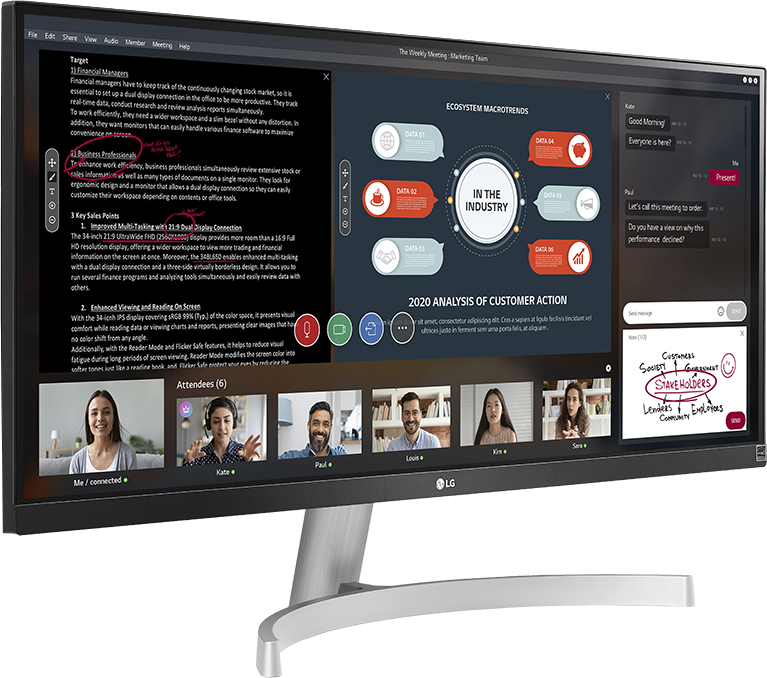 File Edit Share View Audio Member Meeting Help
The Weekly Meeting : Marketing Team
Target
1) Financial Managers
Financial managers have to keep track of the continuously changing stock market, so it is
essential to set up a dual display connection in the office to be more productive. They track
real-time data, conduct research and review analysis reports simultaneously.
To work efficiently, they need a wider workspace and a slim bezel without any distortion. In
addition, they want monitors that can easily handle various finance software to maximize
convenience on screen.
2) Business Professionals
To enhance work efficiency, business professionals simultaneously review extensive stock or
sales information as well as many types of documents on a single monitor. They look for
ergonomic design and a monitor that allows a dual display connection so they can easily
customize their workspace depending on contents or office tools.
3 Key Sales Points
1. Improved Multi-Tasking with 21:9 Dual Display Connection
The 34-inch 21:9 UltraWide FHD (2560X1080) display provides more room than a 16:9 Full
HD resolution display, offering a wider workspace to view more trading and financial
information on the screen at once. Moreover, the 34BL650 enables enhanced multi-tasking
with a dual display connection and a three-side virtually borderless design. It allows you to
run several finance programs and analyzing tools simultaneously and easily review data with
others.
2. Enhanced Viewing and Reading On Screen
With the 34-icnh IPS display covering sRGB 99% (Typ.) of the color space, it presents visual
comfort while reading data or viewing charts and reports, presenting clear images that ha
no color shift from any angle.
Additionally, with the Reader Mode and Flicker Safe features, it helps to reduce visual
fatigue during long periods of screen viewing. Reader Mode modifies the screen color into
softer tones just like a reading book, and Flicker Safe protect your eyes by reducing the
T
T
ECOSYSTEM MACROTRENDS
DATA 01
DATA 02
DATA 03
IN THE
INDUSTRY
DATA 04
DATA 05
DATA 06
2020 ANALYSIS OF CUSTOMER ACTION
sit amet, consectetur adipiscing elit. Cras a sapien at ligula facilisis tincidunt vel
ultrices justo in ferment sem urna porta felis, at aliquam.
Kate
Good Morning!
Everyone is here?
Me
Present!
Paul
Let's call this meeting to order.
Do you have a view on why this
performance declined?
Send message
SEND
Note (1/3)
CUSTOMERS
SOCIETY
GOVERNMENT
STAKEHOLDERS
LENDERS
EMPLOYEES
COMMUNITY
SEND
Attendees (6)
Me / connected
Kate
Paul
Louis
Kim
Sara
LG